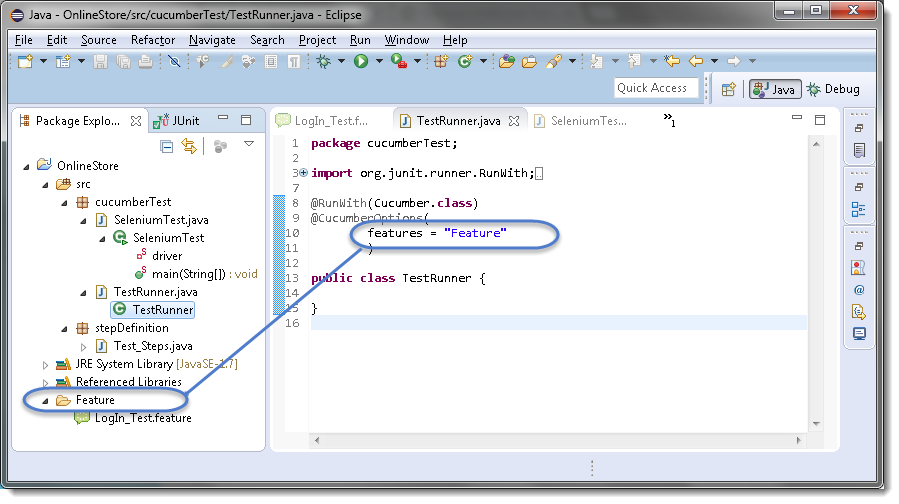 Java - OnlineStore/src/cucumberTest/TestRunner.java - Eclipse
File Edit Source Refactor Navigate Search Project Run Window Help
Quick Access Java Debug
Package Explo... JUnit
OnlineStore
src
cucumberTest
SeleniumTest.java
SeleniumTest
driver
main(String[]) : void
TestRunner.java
TestRunner
stepDefinition
Test_Steps.java
JRE System Library [JavaSE-1.7]
Referenced Libraries
Feature
LogIn_Test.feature
LogIn_Test.f... TestRunner.java SeleniumTes... »1
1 package cucumberTest;
2
3 import org.junit.runner.RunWith;
7
8 @RunWith(Cucumber.class)
9 @CucumberOptions(
10 features = "Feature"
11 )
12
13 public class TestRunner {
14
15 }
16